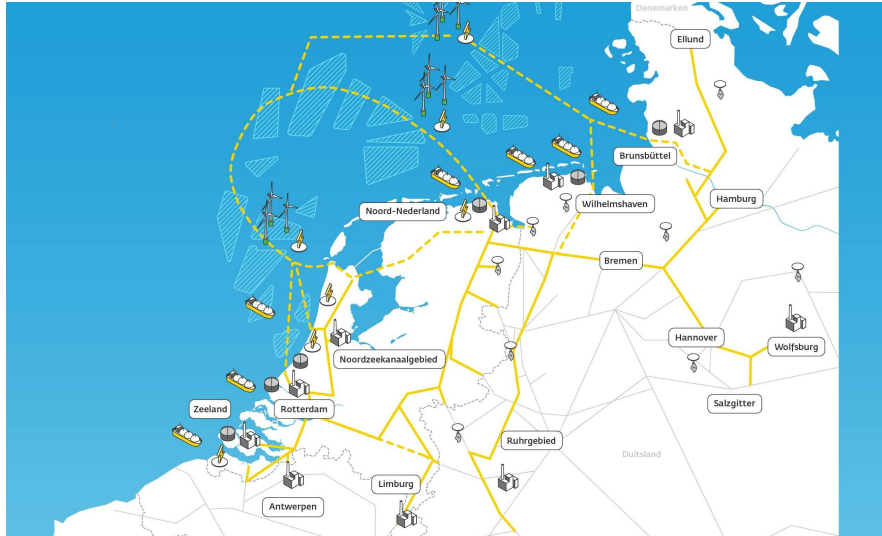 Denemarken
Ellund
Brunsbüttel
Hamburg
Wilhelmshaven
Noord-Nederland
Bremen
Hannover
Wolfsburg
Noordzeekanaalgebied
Salzgitter
Zeeland
Rotterdam
Ruhrgebied
Duitsland
Limburg
Antwerpen